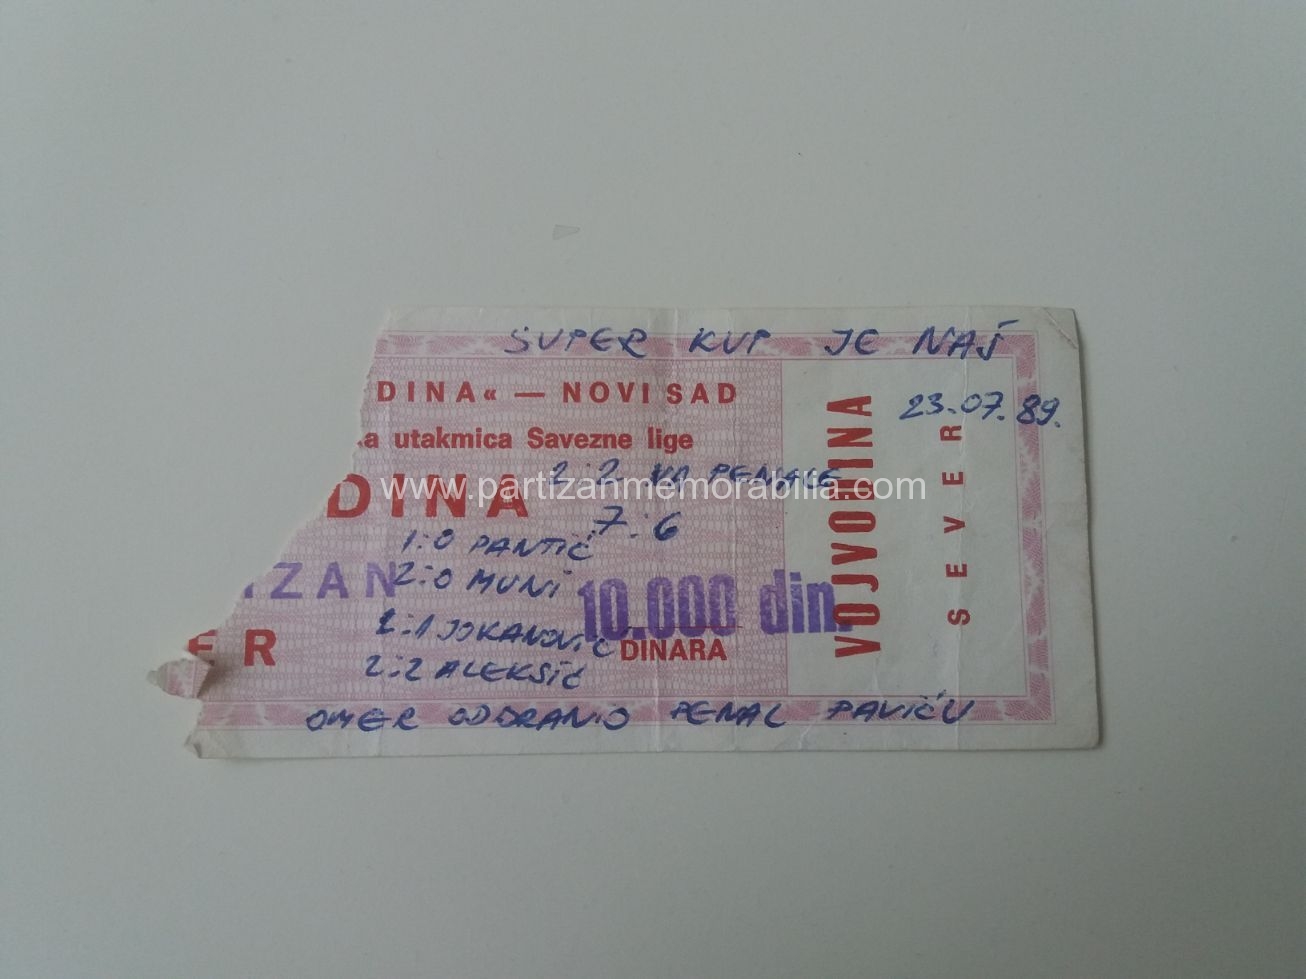 SUPER KUP JE NAŠ
DINA« — NOVI SAD
23.07.89.
a utakmica Savezne lige
2:2 NA PENALE
www.partizanmemorabilia.com
DINA
7:6
1:0 PANTIĆ
IZAN
2:0 MUNI
10.000 din.
2:1 JOKANOVIĆ
ER
DINARA
2:2 ALEKSIĆ
OMER ODBRANIO PENAL PAVIĆU
VOJVODINA
SEVER